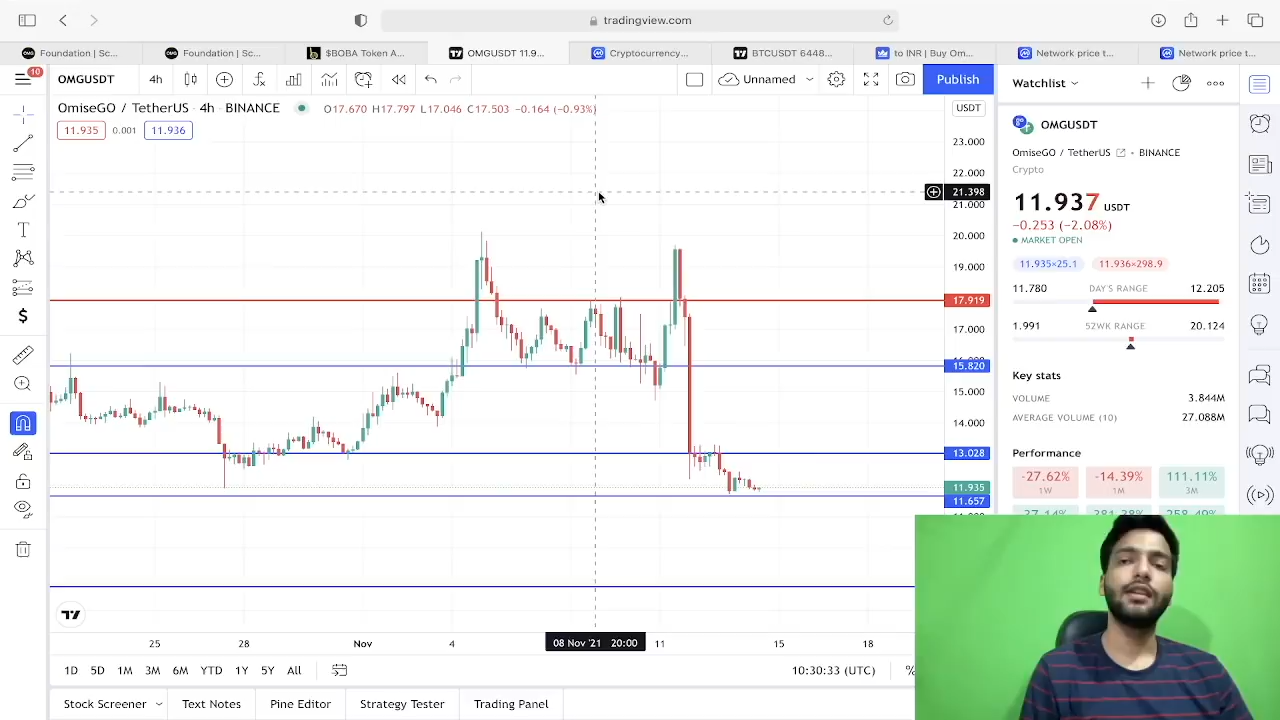 tradingview.com
Foundation | Sc...
Foundation | Sc...
$BOBA Token A...
OMGUSDT 11.9...
Cryptocurrency...
BTCUSDT 6448...
to INR | Buy Om...
Network price t...
Network price t...
10
OMGUSDT
4h
Unnamed
Publish
Watchlist
OmiseGO / TetherUS · 4h · BINANCE
O17.670 H17.797 L17.046 C17.503 −0.164 (−0.93%)
11.935
0.001
11.936
USDT
23.000
22.000
21.398
21.000
20.000
19.000
17.919
17.000
15.820
15.000
14.000
13.028
11.935
11.657
OMGUSDT
OmiseGO / TetherUS • BINANCE
Crypto
11.937 USDT
−0.253 (−2.08%)
MARKET OPEN
11.935×25.1
11.936×298.9
11.780 DAY'S RANGE 12.205
1.991 52WK RANGE 20.124
Key stats
VOLUME 3.844M
AVERAGE VOLUME (10) 27.088M
Performance
-27.62%
1W
-14.39%
1M
111.11%
3M
25
28
Nov
4
08 Nov '21 20:00
11
15
18
1D 5D 1M 3M 6M YTD 1Y 5Y All
10:30:33 (UTC)
%
Stock Screener
Text Notes
Pine Editor